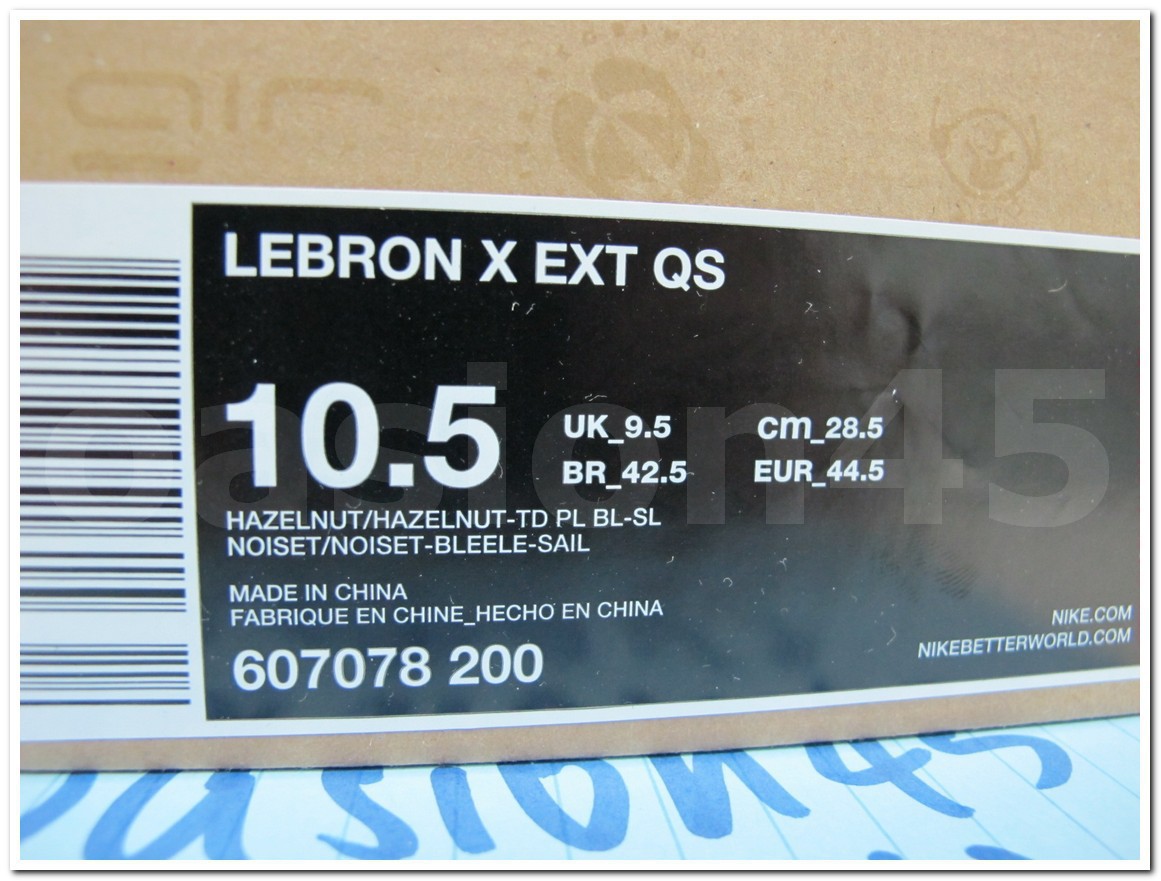 air
LEBRON X EXT QS
10.5
UK_9.5 cm_28.5
BR_42.5 EUR_44.5
HAZELNUT/HAZELNUT-TD PL BL-SL
NOISET/NOISET-BLEELE-SAIL
MADE IN CHINA
FABRIQUE EN CHINE_HECHO EN CHINA
607078 200
NIKE.COM
NIKEBETTERWORLD.COM
oasion45
oasion45